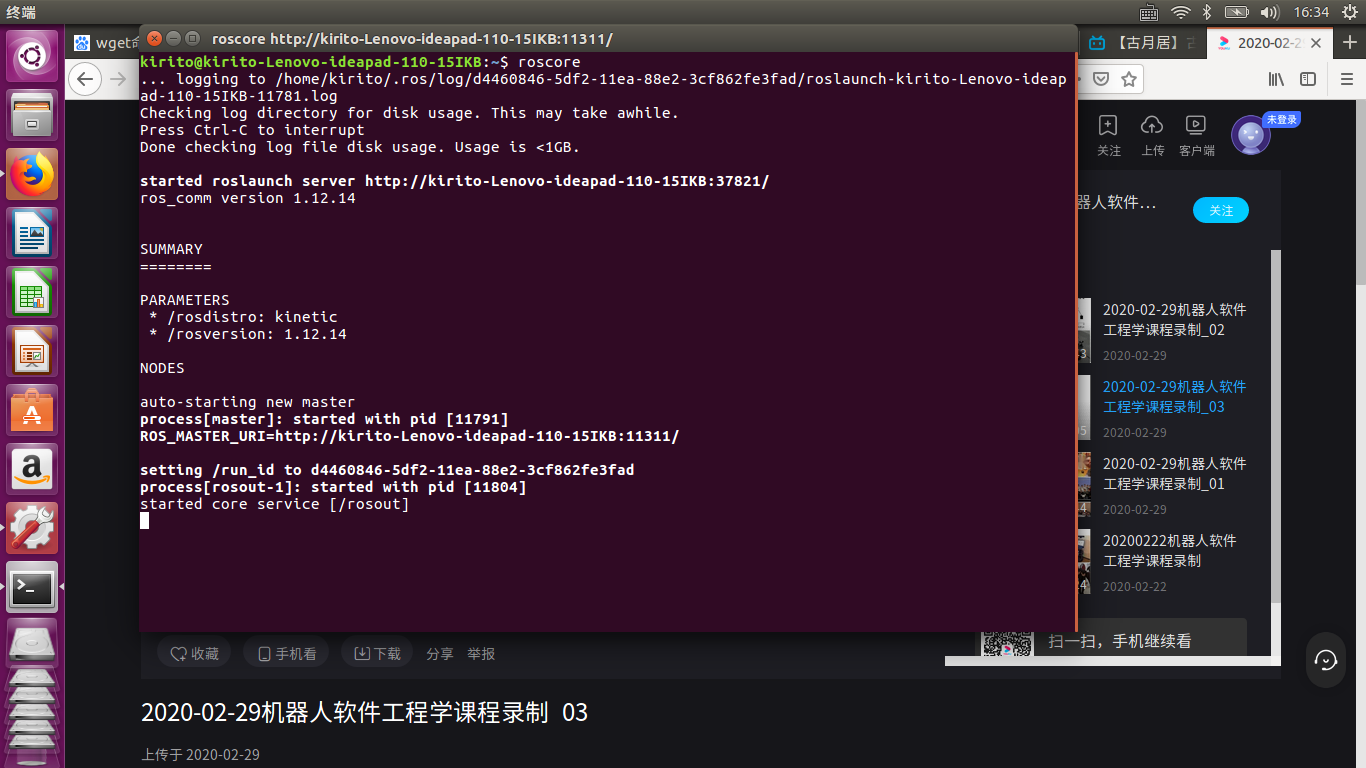 终端
16:34
wget命
roscore http://kirito-Lenovo-ideapad-110-15IKB:11311/
【古月居】
2020-02-2
kirito@kirito-Lenovo-ideapad-110-15IKB:~$ roscore
... logging to /home/kirito/.ros/log/d4460846-5df2-11ea-88e2-3cf862fe3fad/roslaunch-kirito-Lenovo-ideap
ad-110-15IKB-11781.log
Checking log directory for disk usage. This may take awhile.
Press Ctrl-C to interrupt
Done checking log file disk usage. Usage is <1GB.
started roslaunch server http://kirito-Lenovo-ideapad-110-15IKB:37821/
ros_comm version 1.12.14
SUMMARY
========
PARAMETERS
* /rosdistro: kinetic
* /rosversion: 1.12.14
NODES
auto-starting new master
process[master]: started with pid [11791]
ROS_MASTER_URI=http://kirito-Lenovo-ideapad-110-15IKB:11311/
setting /run_id to d4460846-5df2-11ea-88e2-3cf862fe3fad
process[rosout-1]: started with pid [11804]
started core service [/rosout]
未登录
关注
上传
客户端
器人软件…
关注
2020-02-29机器人软件
工程学课程录制_02
2020-02-29
2020-02-29机器人软件
工程学课程录制_03
2020-02-29
2020-02-29机器人软件
工程学课程录制_01
2020-02-29
20200222机器人软件
工程学课程录制
2020-02-22
扫一扫，手机继续看
收藏
手机看
下载
分享
举报
2020-02-29机器人软件工程学课程录制_03
上传于 2020-02-29